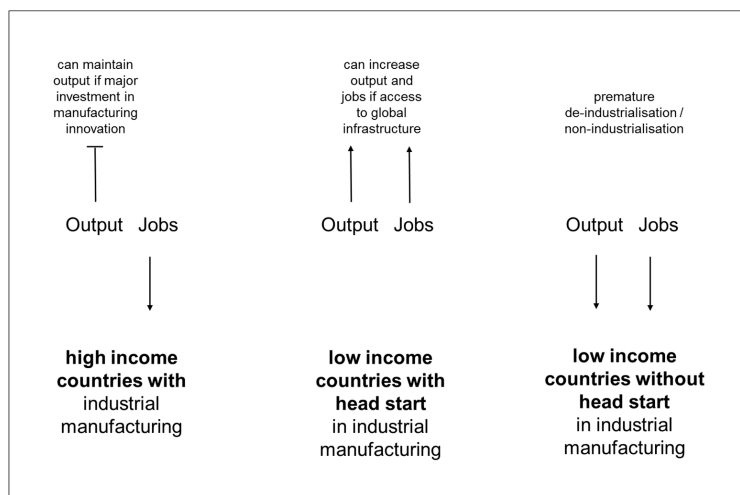 can maintain
output if major
investment in
manufacturing
innovation
Output Jobs
high income
countries with
industrial
manufacturing
can increase
output and
jobs if access
to global
infrastructure
Output Jobs
low income
countries with
head start
in industrial
manufacturing
premature
de-industrialisation /
non-industrialisation
Output Jobs
low income
countries without
head start
in industrial
manufacturing